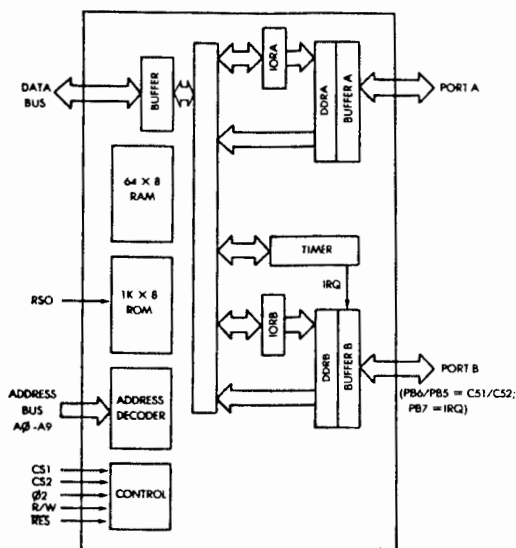 DATA
BUS
BUFFER
IORA
DDRA
BUFFER A
PORT A
64 × 8
RAM
TIMER
IRQ
RSO
1K × 8
ROM
IORB
DDRB
BUFFER B
PORT B
(PB6/PB5 = C51/C52;
PB7 = IRQ)
ADDRESS
BUS
AØ-A9
ADDRESS
DECODER
CS1
CS2
Ø2
R/W
RES
CONTROL